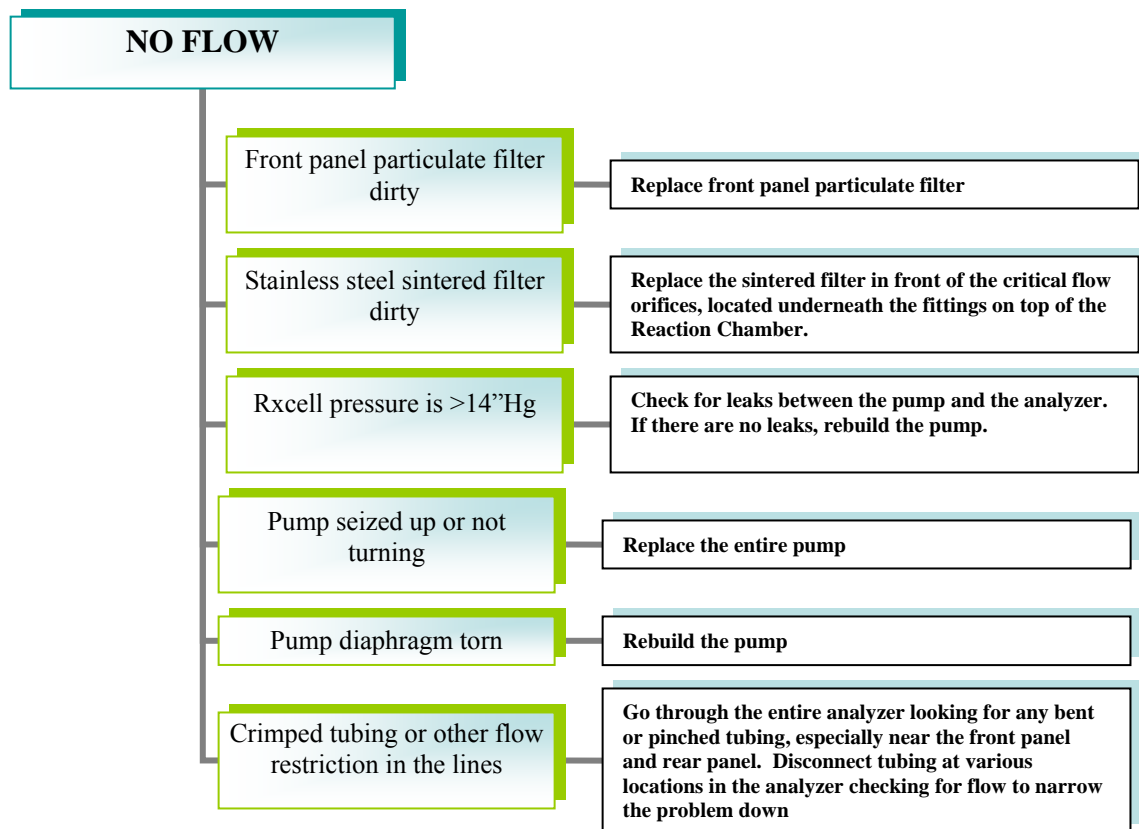 NO FLOW
Front panel particulate filter
dirty
Replace front panel particulate filter
Stainless steel sintered filter
dirty
Replace the sintered filter in front of the critical flow
orifices, located underneath the fittings on top of the
Reaction Chamber.
Rxcell pressure is >14”Hg
Check for leaks between the pump and the analyzer.
If there are no leaks, rebuild the pump.
Pump seized up or not
turning
Replace the entire pump
Pump diaphragm torn
Rebuild the pump
Crimped tubing or other flow
restriction in the lines
Go through the entire analyzer looking for any bent
or pinched tubing, especially near the front panel
and rear panel.  Disconnect tubing at various
locations in the analyzer checking for flow to narrow
the problem down